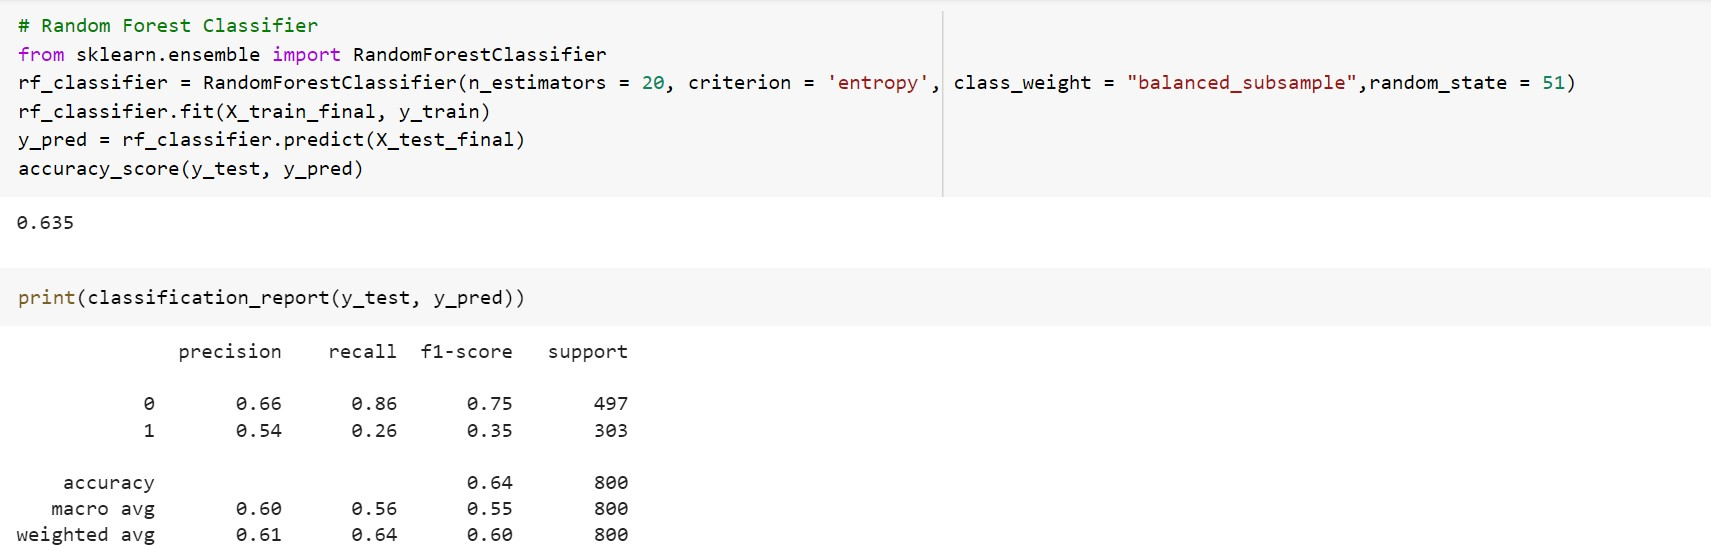 # Random Forest Classifier
from sklearn.ensemble import RandomForestClassifier
rf_classifier = RandomForestClassifier(n_estimators = 20, criterion = 'entropy', class_weight = "balanced_subsample",random_state = 51)
rf_classifier.fit(X_train_final, y_train)
y_pred = rf_classifier.predict(X_test_final)
accuracy_score(y_test, y_pred)
0.635
print(classification_report(y_test, y_pred))
precision recall f1-score support
0 0.66 0.86 0.75 497
1 0.54 0.26 0.35 303
accuracy 0.64 800
macro avg 0.60 0.56 0.55 800
weighted avg 0.61 0.64 0.60 800